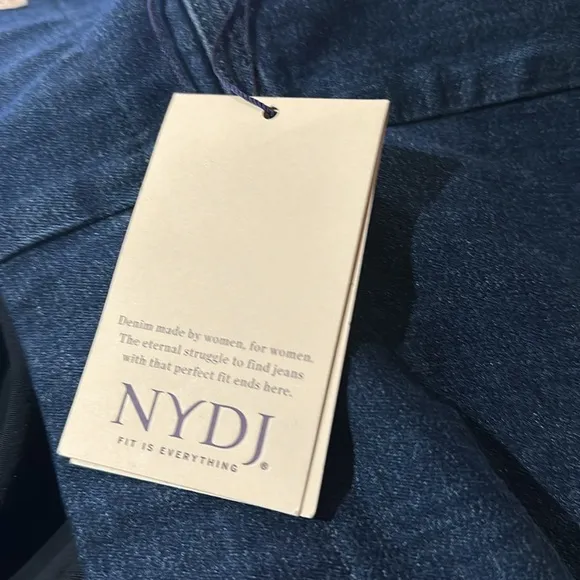 Denim made by women, for women.
The eternal struggle to find jeans
with that perfect fit ends here.
NYDJ
FIT IS EVERYTHING ®